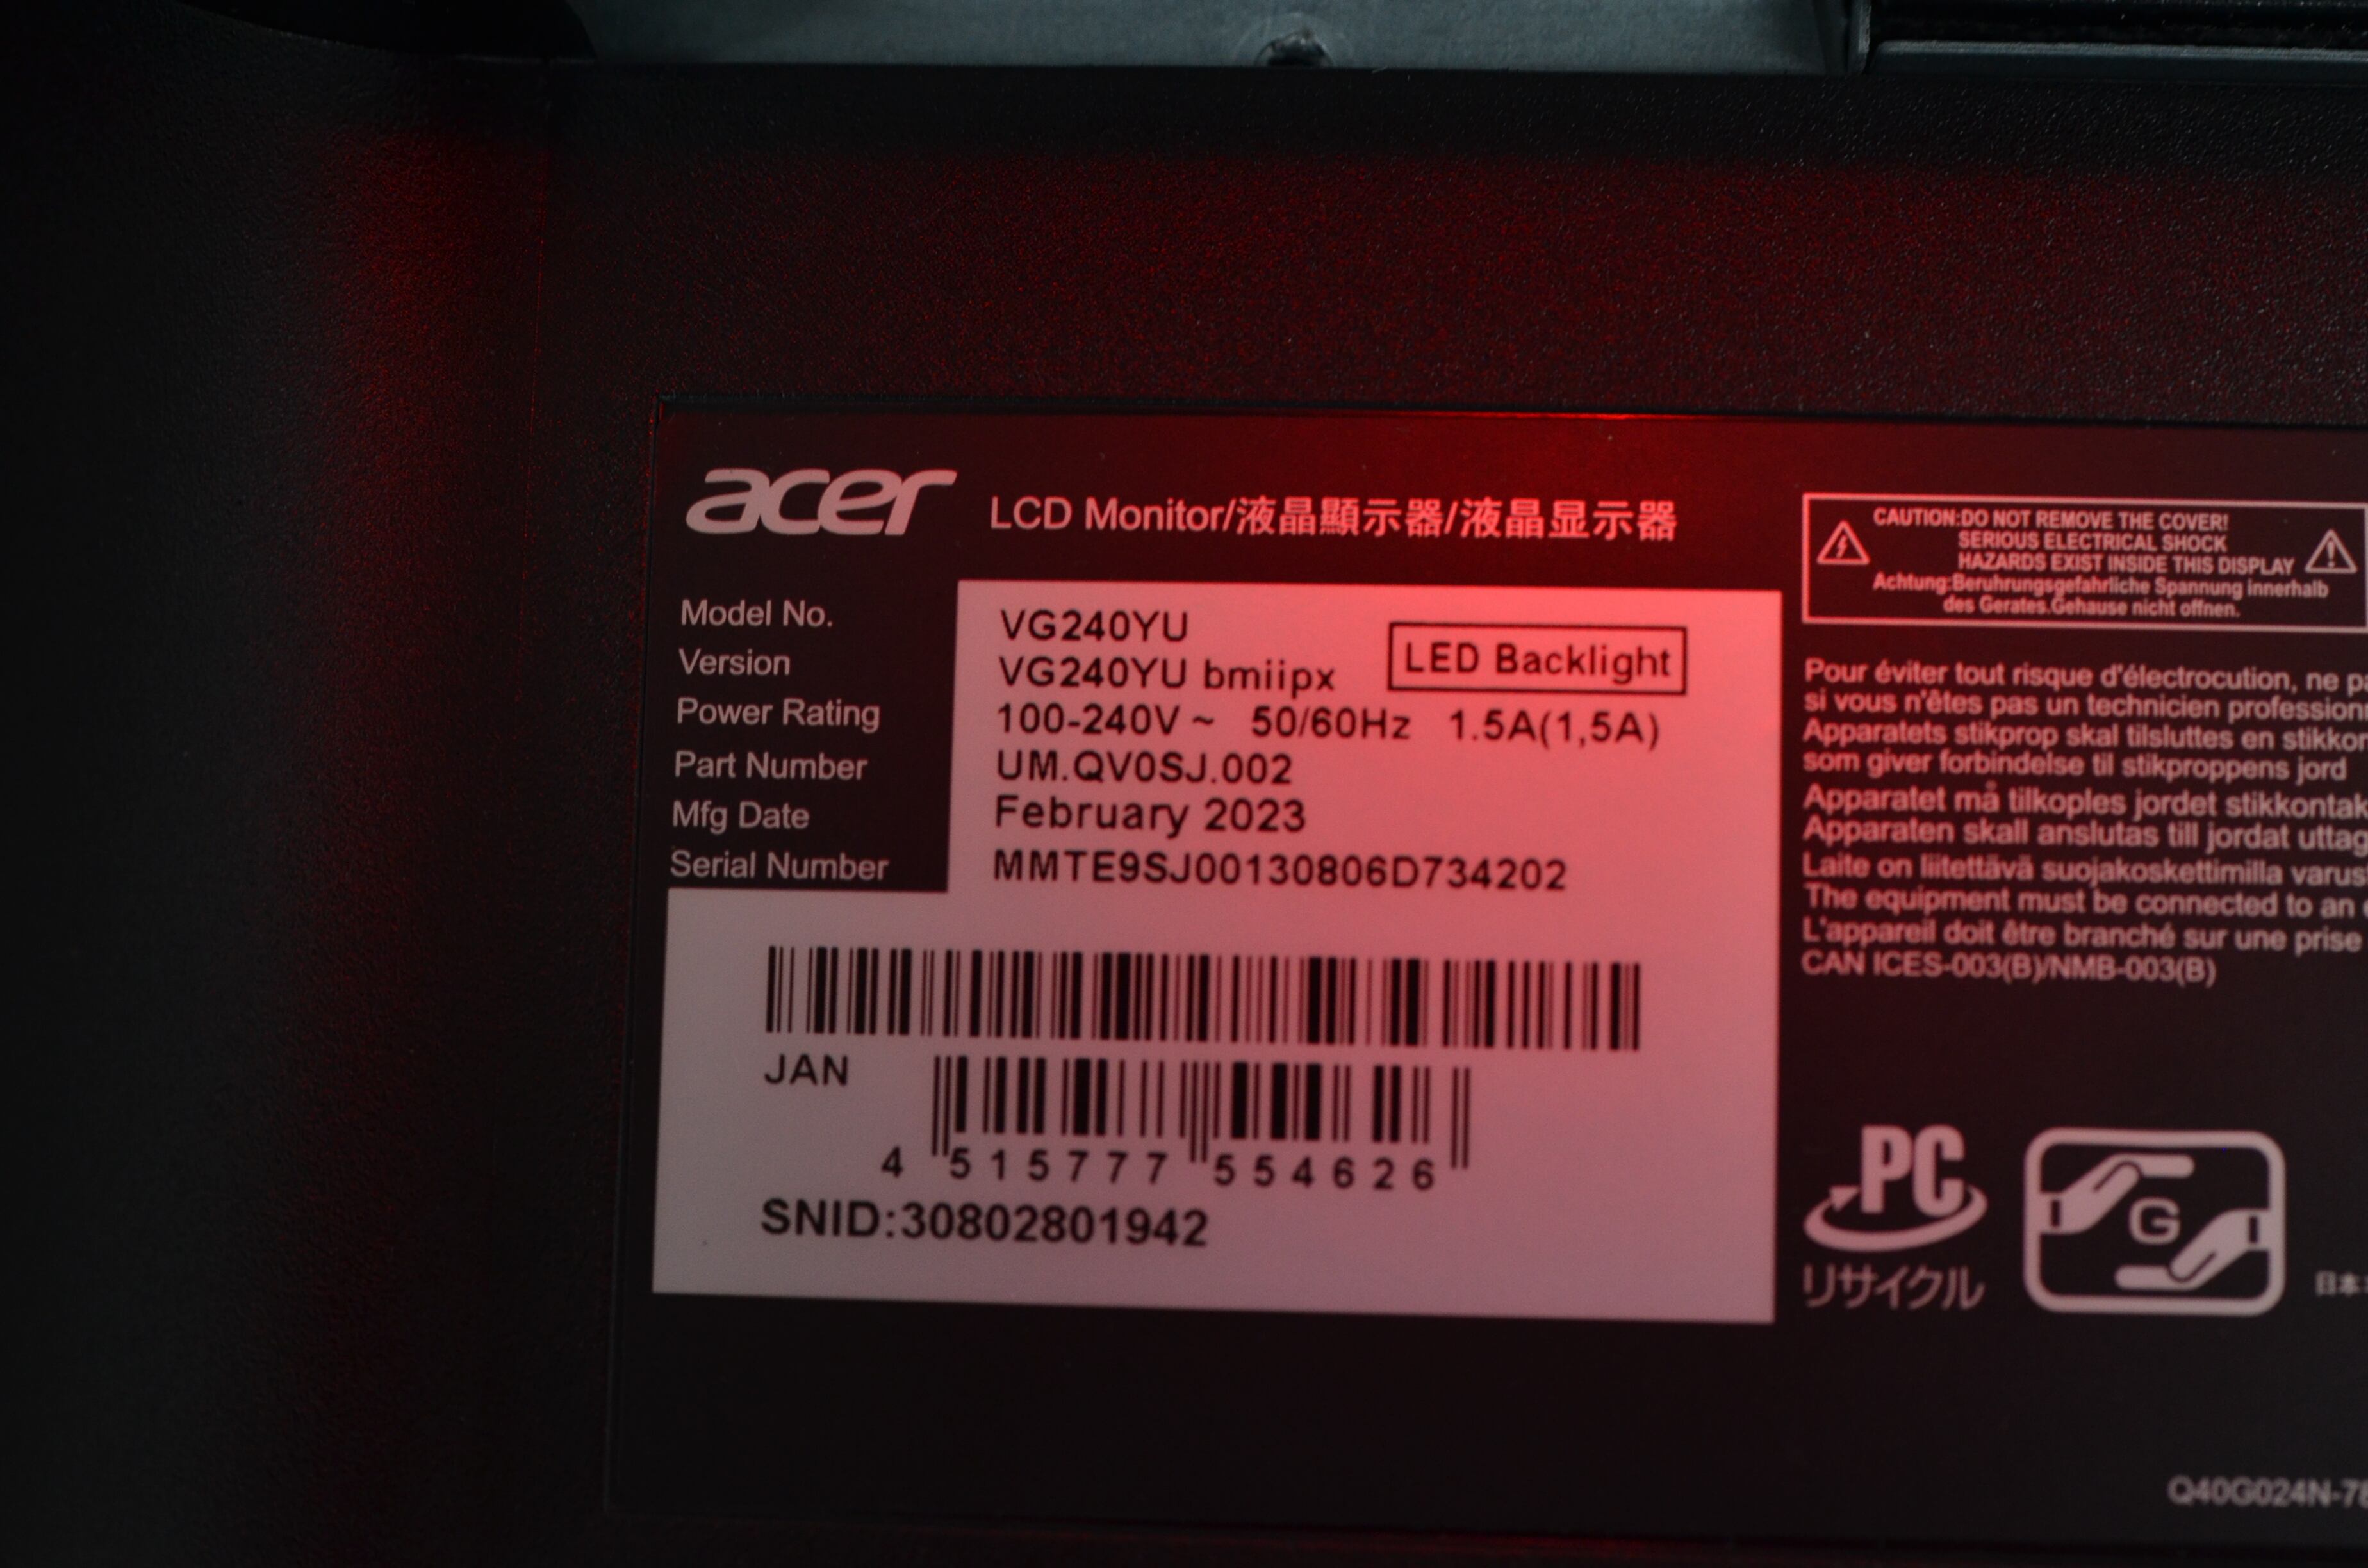 acer LCD Monitor/液晶顯示器/液晶显示器
Model No. VG240YU
Version VG240YU bmiipx
LED Backlight
Power Rating 100-240V ~ 50/60Hz 1.5A(1,5A)
Part Number UM.QV0SJ.002
Mfg Date February 2023
Serial Number MMTE9SJ00130806D734202
JAN
4 515777 554626
SNID:30802801942
CAUTION:DO NOT REMOVE THE COVER!
SERIOUS ELECTRICAL SHOCK
HAZARDS EXIST INSIDE THIS DISPLAY
Achtung:Beruhrungsgefahrliche Spannung innerhalb
des Gerates.Gehause nicht offnen.
Pour éviter tout risque d'électrocution, ne
si vous n'êtes pas un technicien
Apparatets stikprop skal tilsluttes en
som giver forbindelse til stikproppens jord
Apparatet må tilkoples jordet
Apparaten skall anslutas till jordat
Laite on liitettävä suojakoskettimilla
The equipment must be connected to an
L'appareil doit être branché sur une prise
CAN ICES-003(B)/NMB-003(B)
PC
リサイクル
G
日本
Q40G024N-78